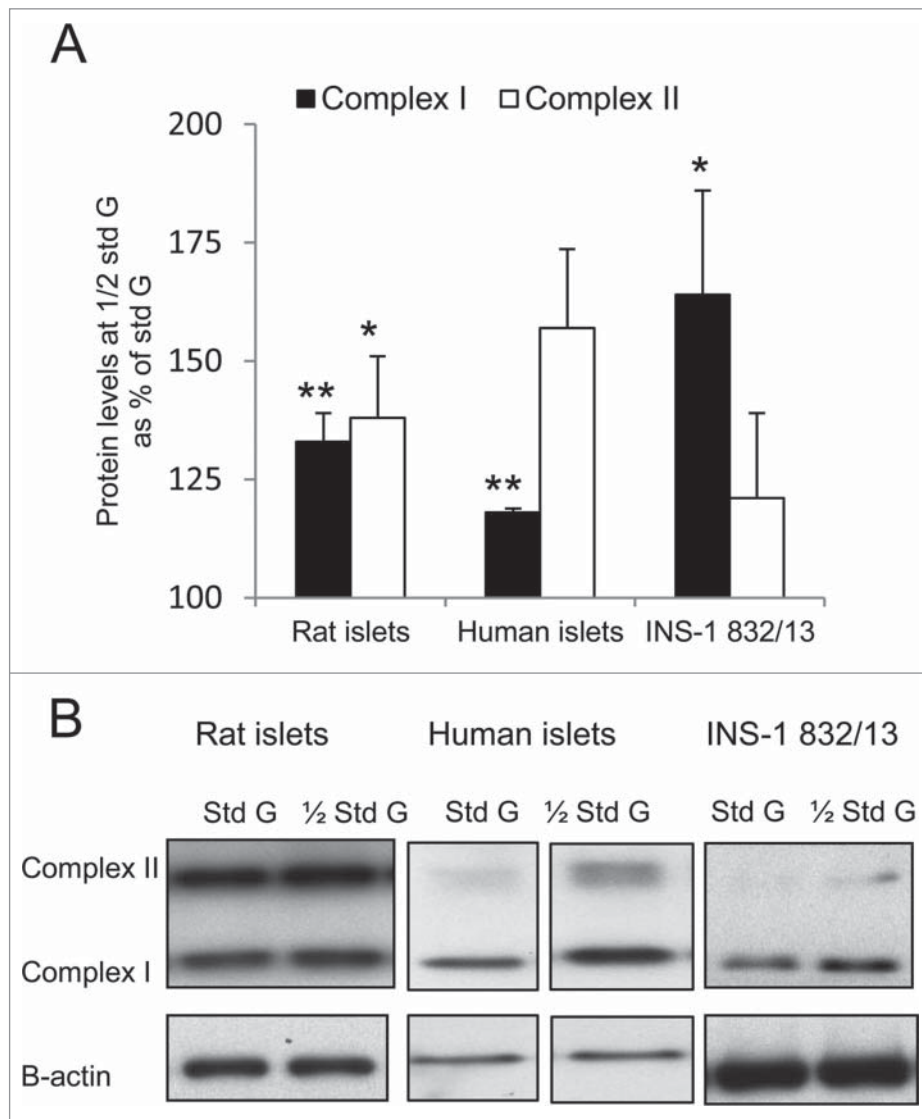 A
■ Complex I □ Complex II
Protein levels at 1/2 std G
as % of std G
200
175
150
125
100
**
*
**
*
Rat islets
Human islets
INS-1 832/13
B
Rat islets
Human islets
INS-1 832/13
Std G
½ Std G
Std G
½ Std G
Std G
½ Std G
Complex II
Complex I
B-actin